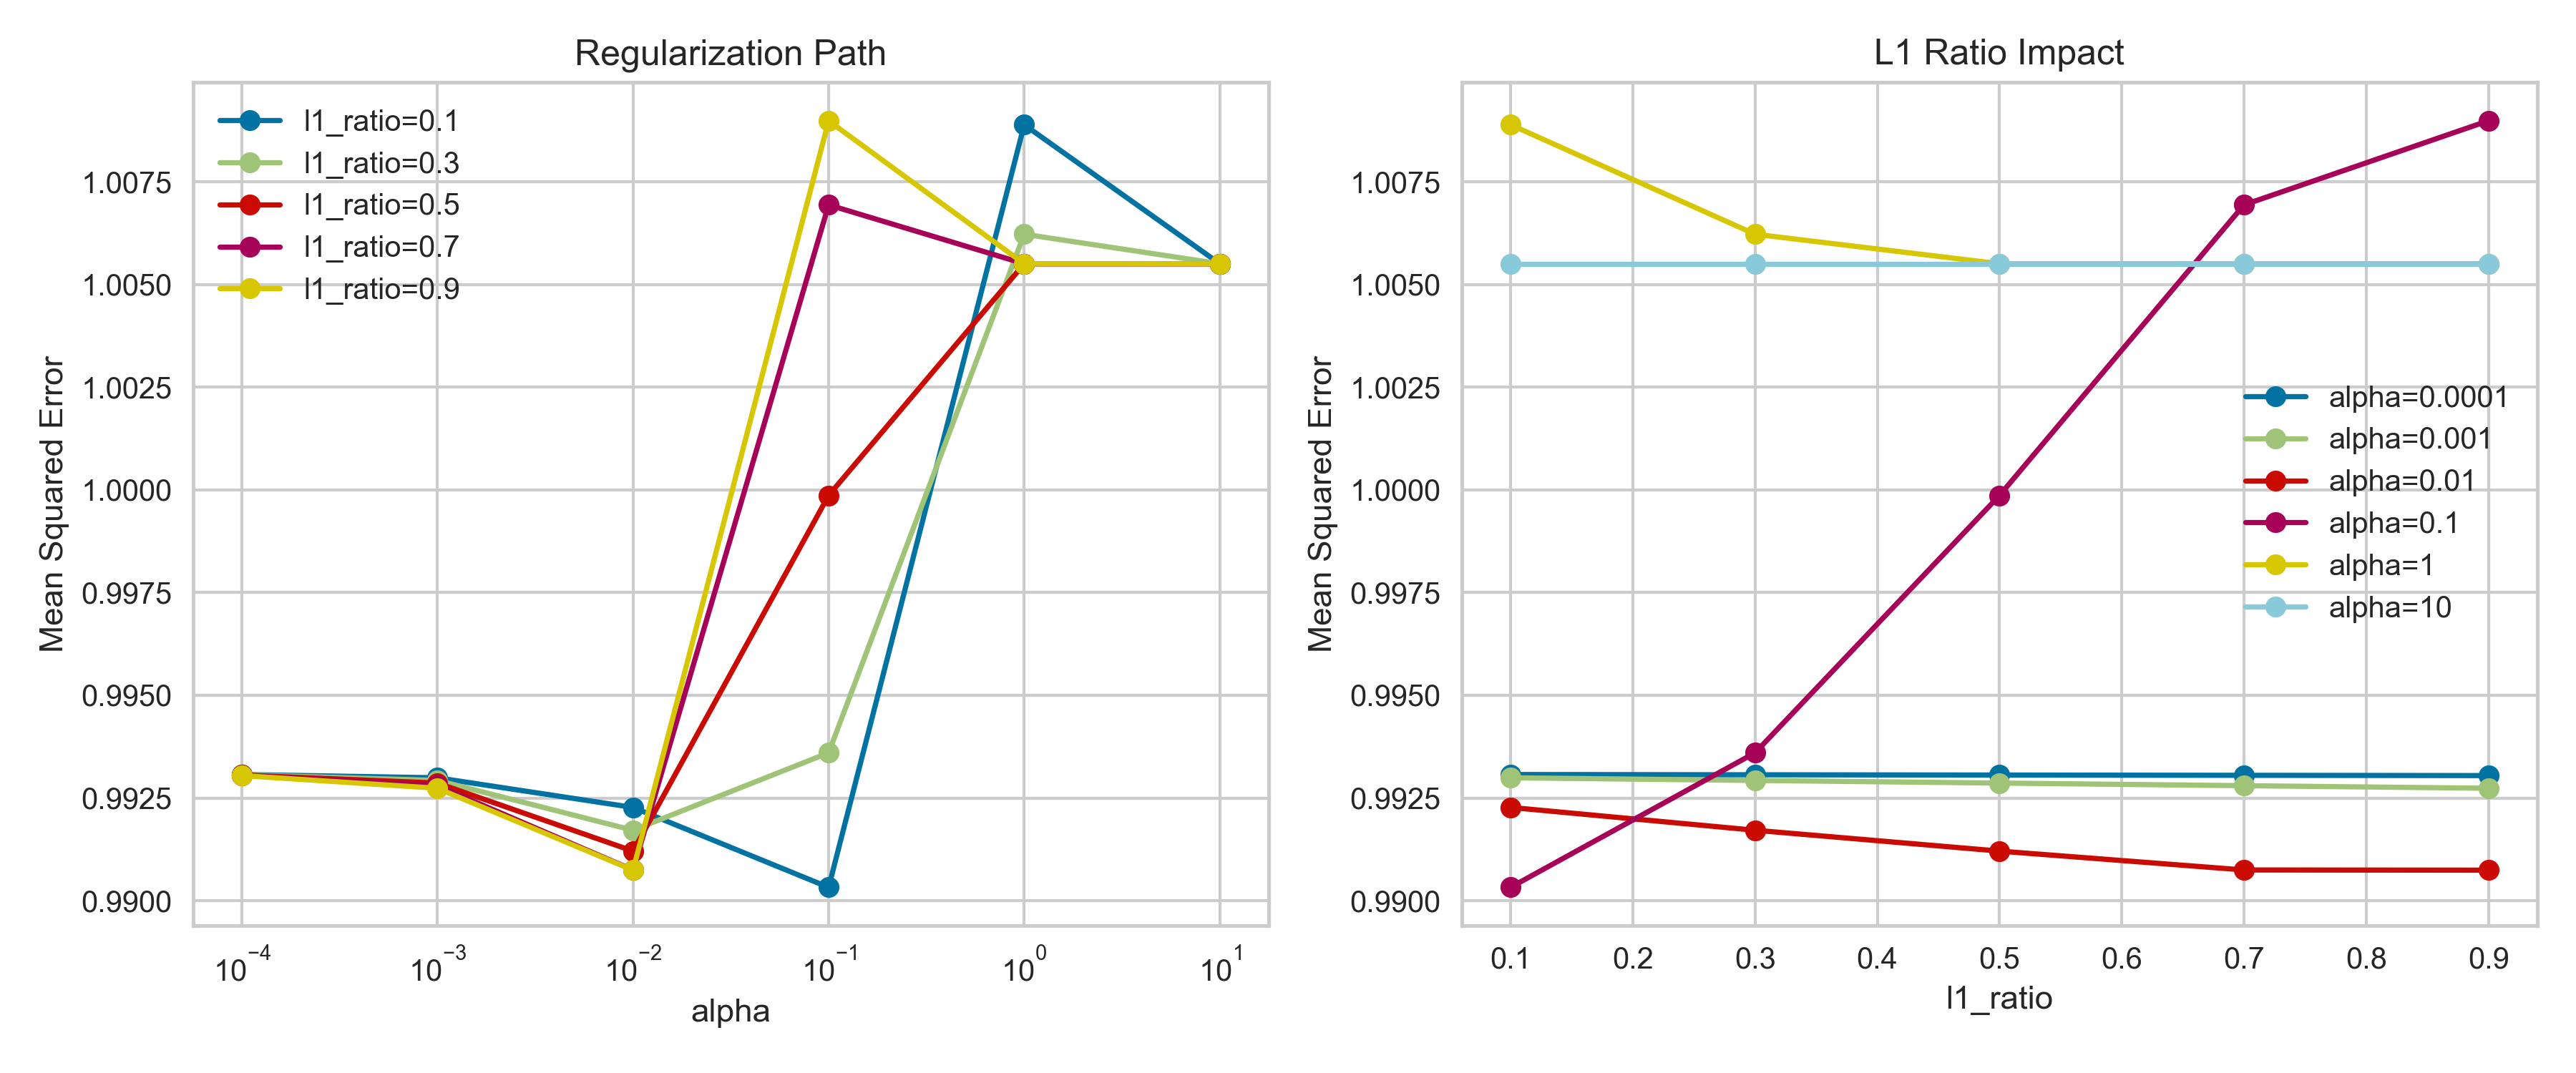 Regularization Path
l1_ratio=0.1
l1_ratio=0.3
l1_ratio=0.5
l1_ratio=0.7
l1_ratio=0.9
1.0075
1.0050
1.0025
1.0000
0.9975
0.9950
0.9925
0.9900
Mean Squared Error
10⁻⁴ 10⁻³ 10⁻² 10⁻¹ 10⁰ 10¹
alpha
L1 Ratio Impact
1.0075
1.0050
1.0025
1.0000
0.9975
0.9950
0.9925
0.9900
Mean Squared Error
alpha=0.0001
alpha=0.001
alpha=0.01
alpha=0.1
alpha=1
alpha=10
0.1 0.2 0.3 0.4 0.5 0.6 0.7 0.8 0.9
l1_ratio